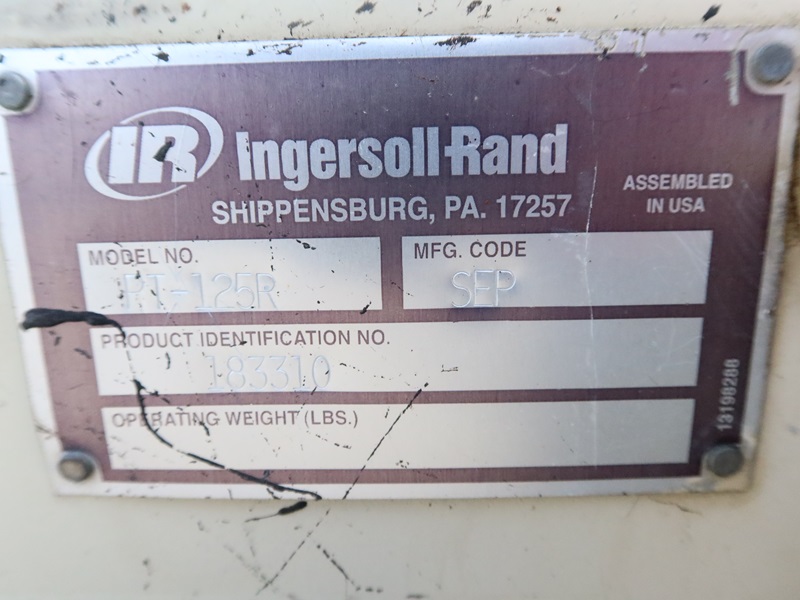 IR Ingersoll-Rand
SHIPPENSBURG, PA. 17257
ASSEMBLED
IN USA
MODEL NO.
PT-125R
MFG. CODE
SEP
PRODUCT IDENTIFICATION NO.
183310
OPERATING WEIGHT (LBS.)
13198288